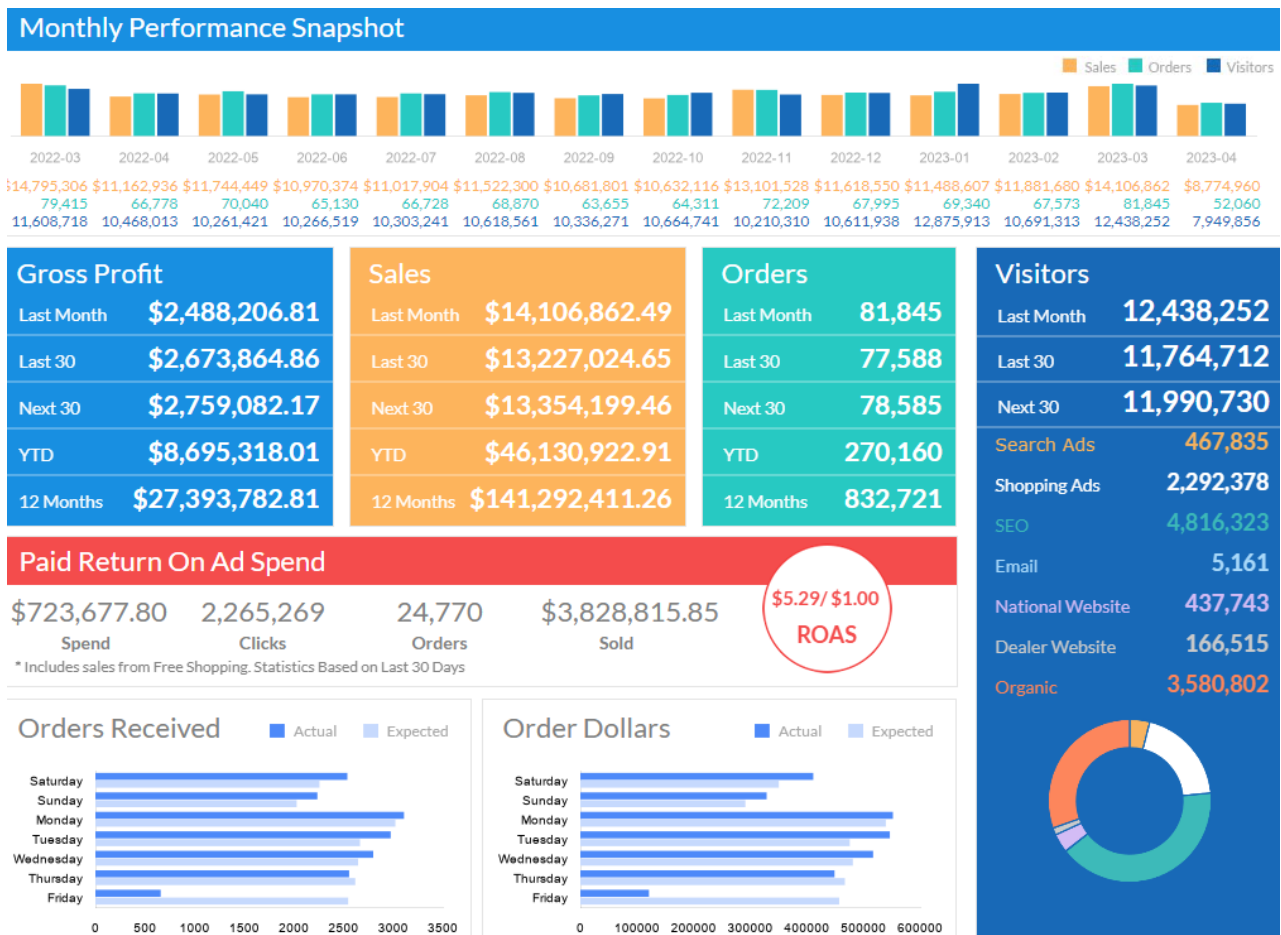 Monthly Performance Snapshot
Sales Orders Visitors
2022-03 2022-04 2022-05 2022-06 2022-07 2022-08 2022-09 2022-10 2022-11 2022-12 2023-01 2023-02 2023-03 2023-04
$14,795,306 $11,162,936 $11,744,449 $10,970,374 $11,017,904 $11,522,300 $10,681,801 $10,632,116 $13,101,528 $11,618,550 $11,488,607 $11,881,680 $14,106,862 $8,774,960
79,415 66,778 70,040 65,130 66,728 68,870 63,655 64,311 72,209 67,995 69,340 67,573 81,845 52,060
11,608,718 10,468,013 10,261,421 10,266,519 10,303,241 10,618,561 10,336,271 10,664,741 10,210,310 10,611,938 12,875,913 10,691,313 12,438,252 7,949,856
Gross Profit
Last Month $2,488,206.81
Last 30 $2,673,864.86
Next 30 $2,759,082.17
YTD $8,695,318.01
12 Months $27,393,782.81
Sales
Last Month $14,106,862.49
Last 30 $13,227,024.65
Next 30 $13,354,199.46
YTD $46,130,922.91
12 Months $141,292,411.26
Orders
Last Month 81,845
Last 30 77,588
Next 30 78,585
YTD 270,160
12 Months 832,721
Visitors
Last Month 12,438,252
Last 30 11,764,712
Next 30 11,990,730
Search Ads 467,835
Shopping Ads 2,292,378
SEO 4,816,323
Email 5,161
National Website 437,743
Dealer Website 166,515
Organic 3,580,802
Paid Return On Ad Spend
$723,677.80 2,265,269 24,770 $3,828,815.85
Spend Clicks Orders Sold
* Includes sales from Free Shopping. Statistics Based on Last 30 Days
$5.29/ $1.00
ROAS
Orders Received
Actual Expected
Saturday
Sunday
Monday
Tuesday
Wednesday
Thursday
Friday
0 500 1000 1500 2000 2500 3000 3500
Order Dollars
Actual Expected
Saturday
Sunday
Monday
Tuesday
Wednesday
Thursday
Friday
0 100000 200000 300000 400000 500000 600000